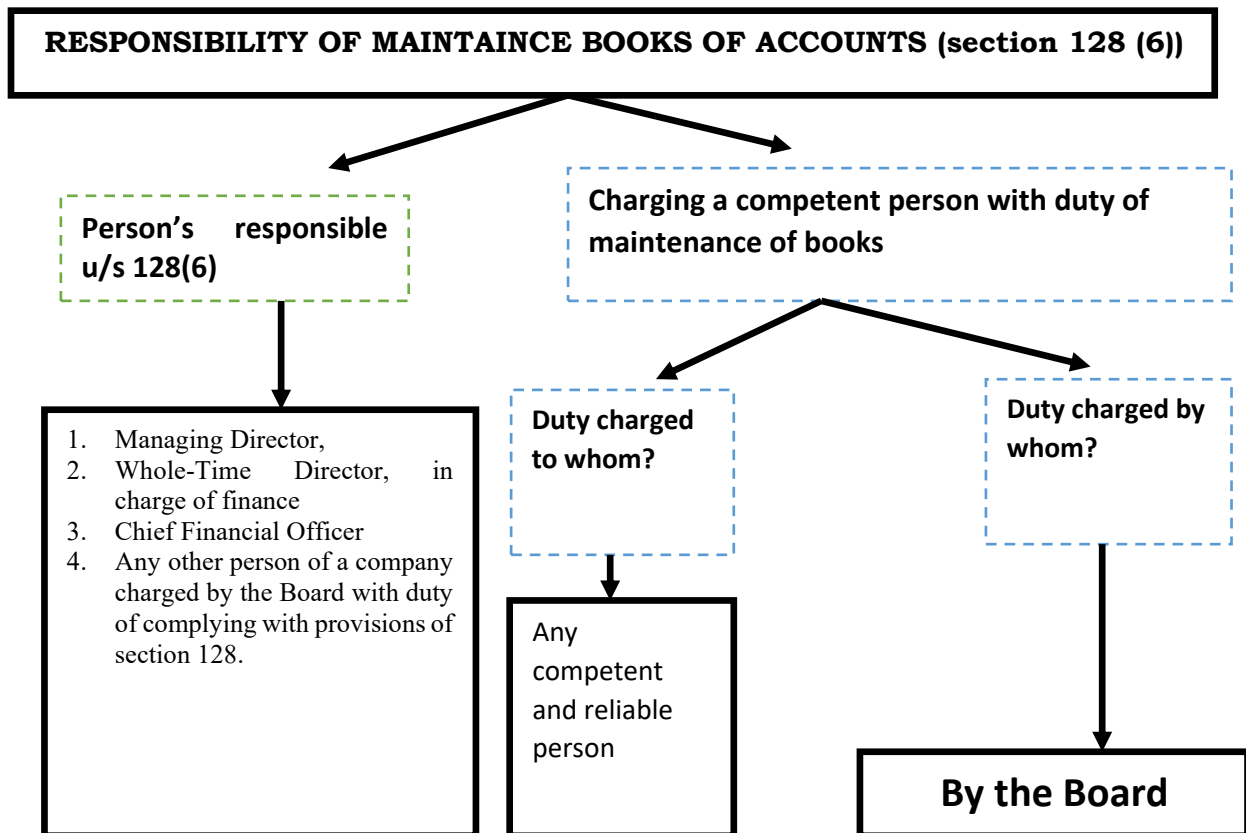 RESPONSIBILITY OF MAINTAINCE BOOKS OF ACCOUNTS (section 128 (6))
Person’s responsible
u/s 128(6)
Charging a competent person with duty of
maintenance of books
1. Managing Director,
2. Whole-Time Director, in
charge of finance
3. Chief Financial Officer
4. Any other person of a company
charged by the Board with duty
of complying with provisions of
section 128.
Duty charged
to whom?
Duty charged by
whom?
Any
competent
and reliable
person
By the Board